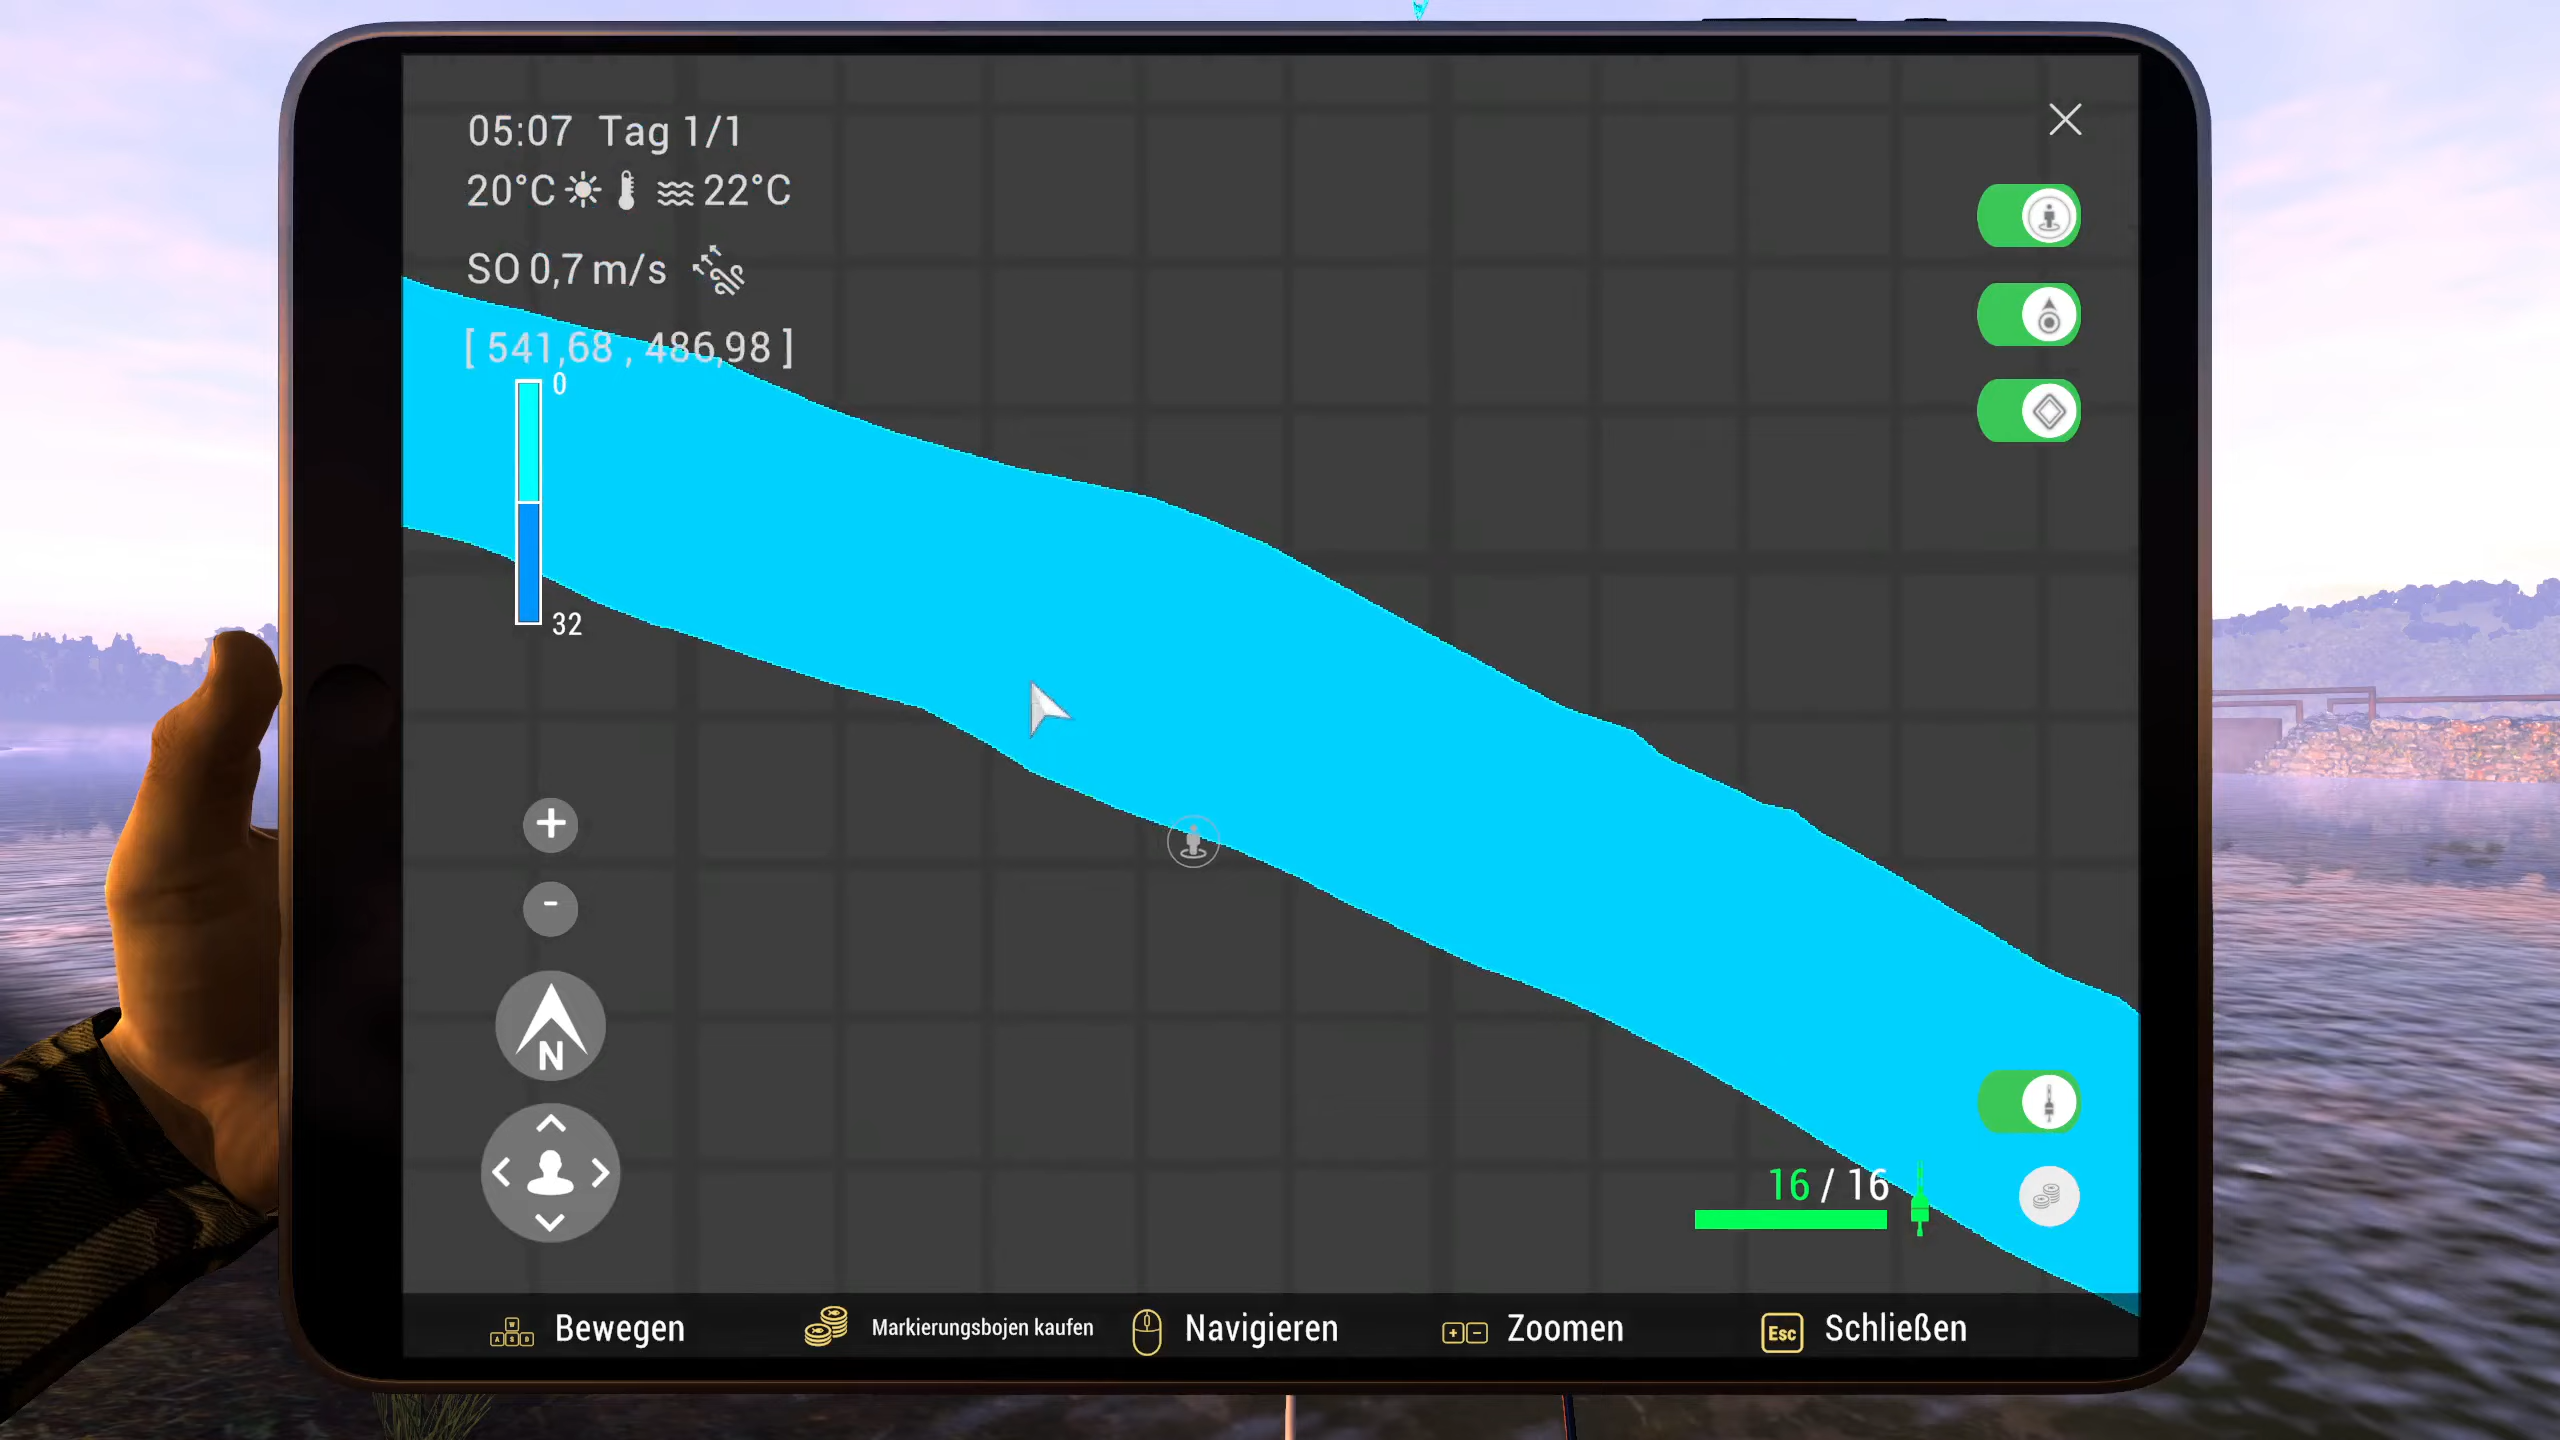 05:07 Tag 1/1
20°C 22°C
SO 0,7 m/s
[ 541,68 , 486,98 ]
0
32
+
-
N
16 / 16
W
A S D
Bewegen
Markierungsbojen kaufen
Navigieren
+ - Zoomen
Esc Schließen